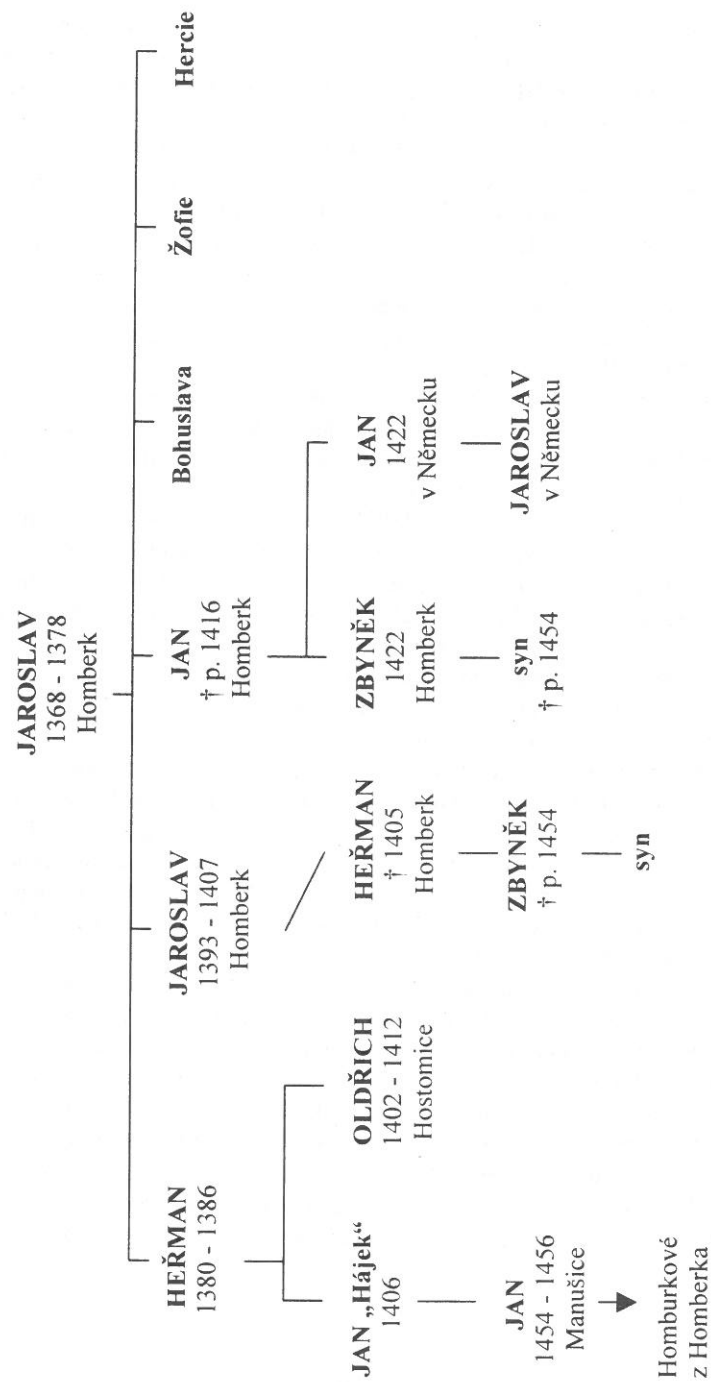 JAROSLAV
1368 - 1378
Homberk
HEŘMAN
1380 - 1386
JAROSLAV
1393 - 1407
Homberk
JAN
† p. 1416
Homberk
Bohuslava
Žofie
Hercie
JAN „Hájek“
1406
OLDŘICH
1402 - 1412
Hostomice
HEŘMAN
† 1405
Homberk
ZBYNĚK
1422
Homberk
JAN
1422
v Německu
JAN
1454 - 1456
Manušice
ZBYNĚK
† p. 1454
syn
† p. 1454
JAROSLAV
v Německu
Homburkové
z Homberka
syn